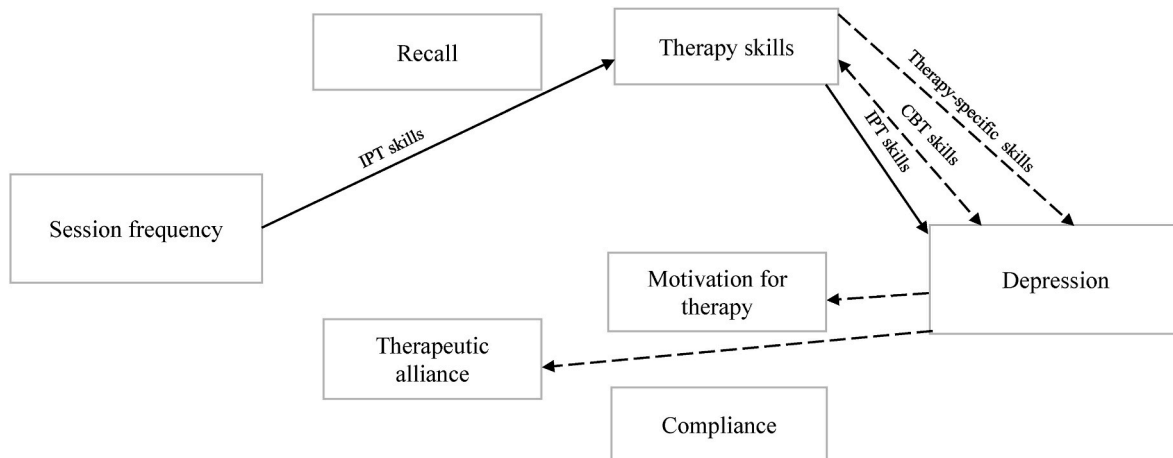 Recall
Therapy skills
Therapy-specific skills
CBT skills
IPT skills
IPT skills
Session frequency
Motivation for
therapy
Depression
Therapeutic
alliance
Compliance